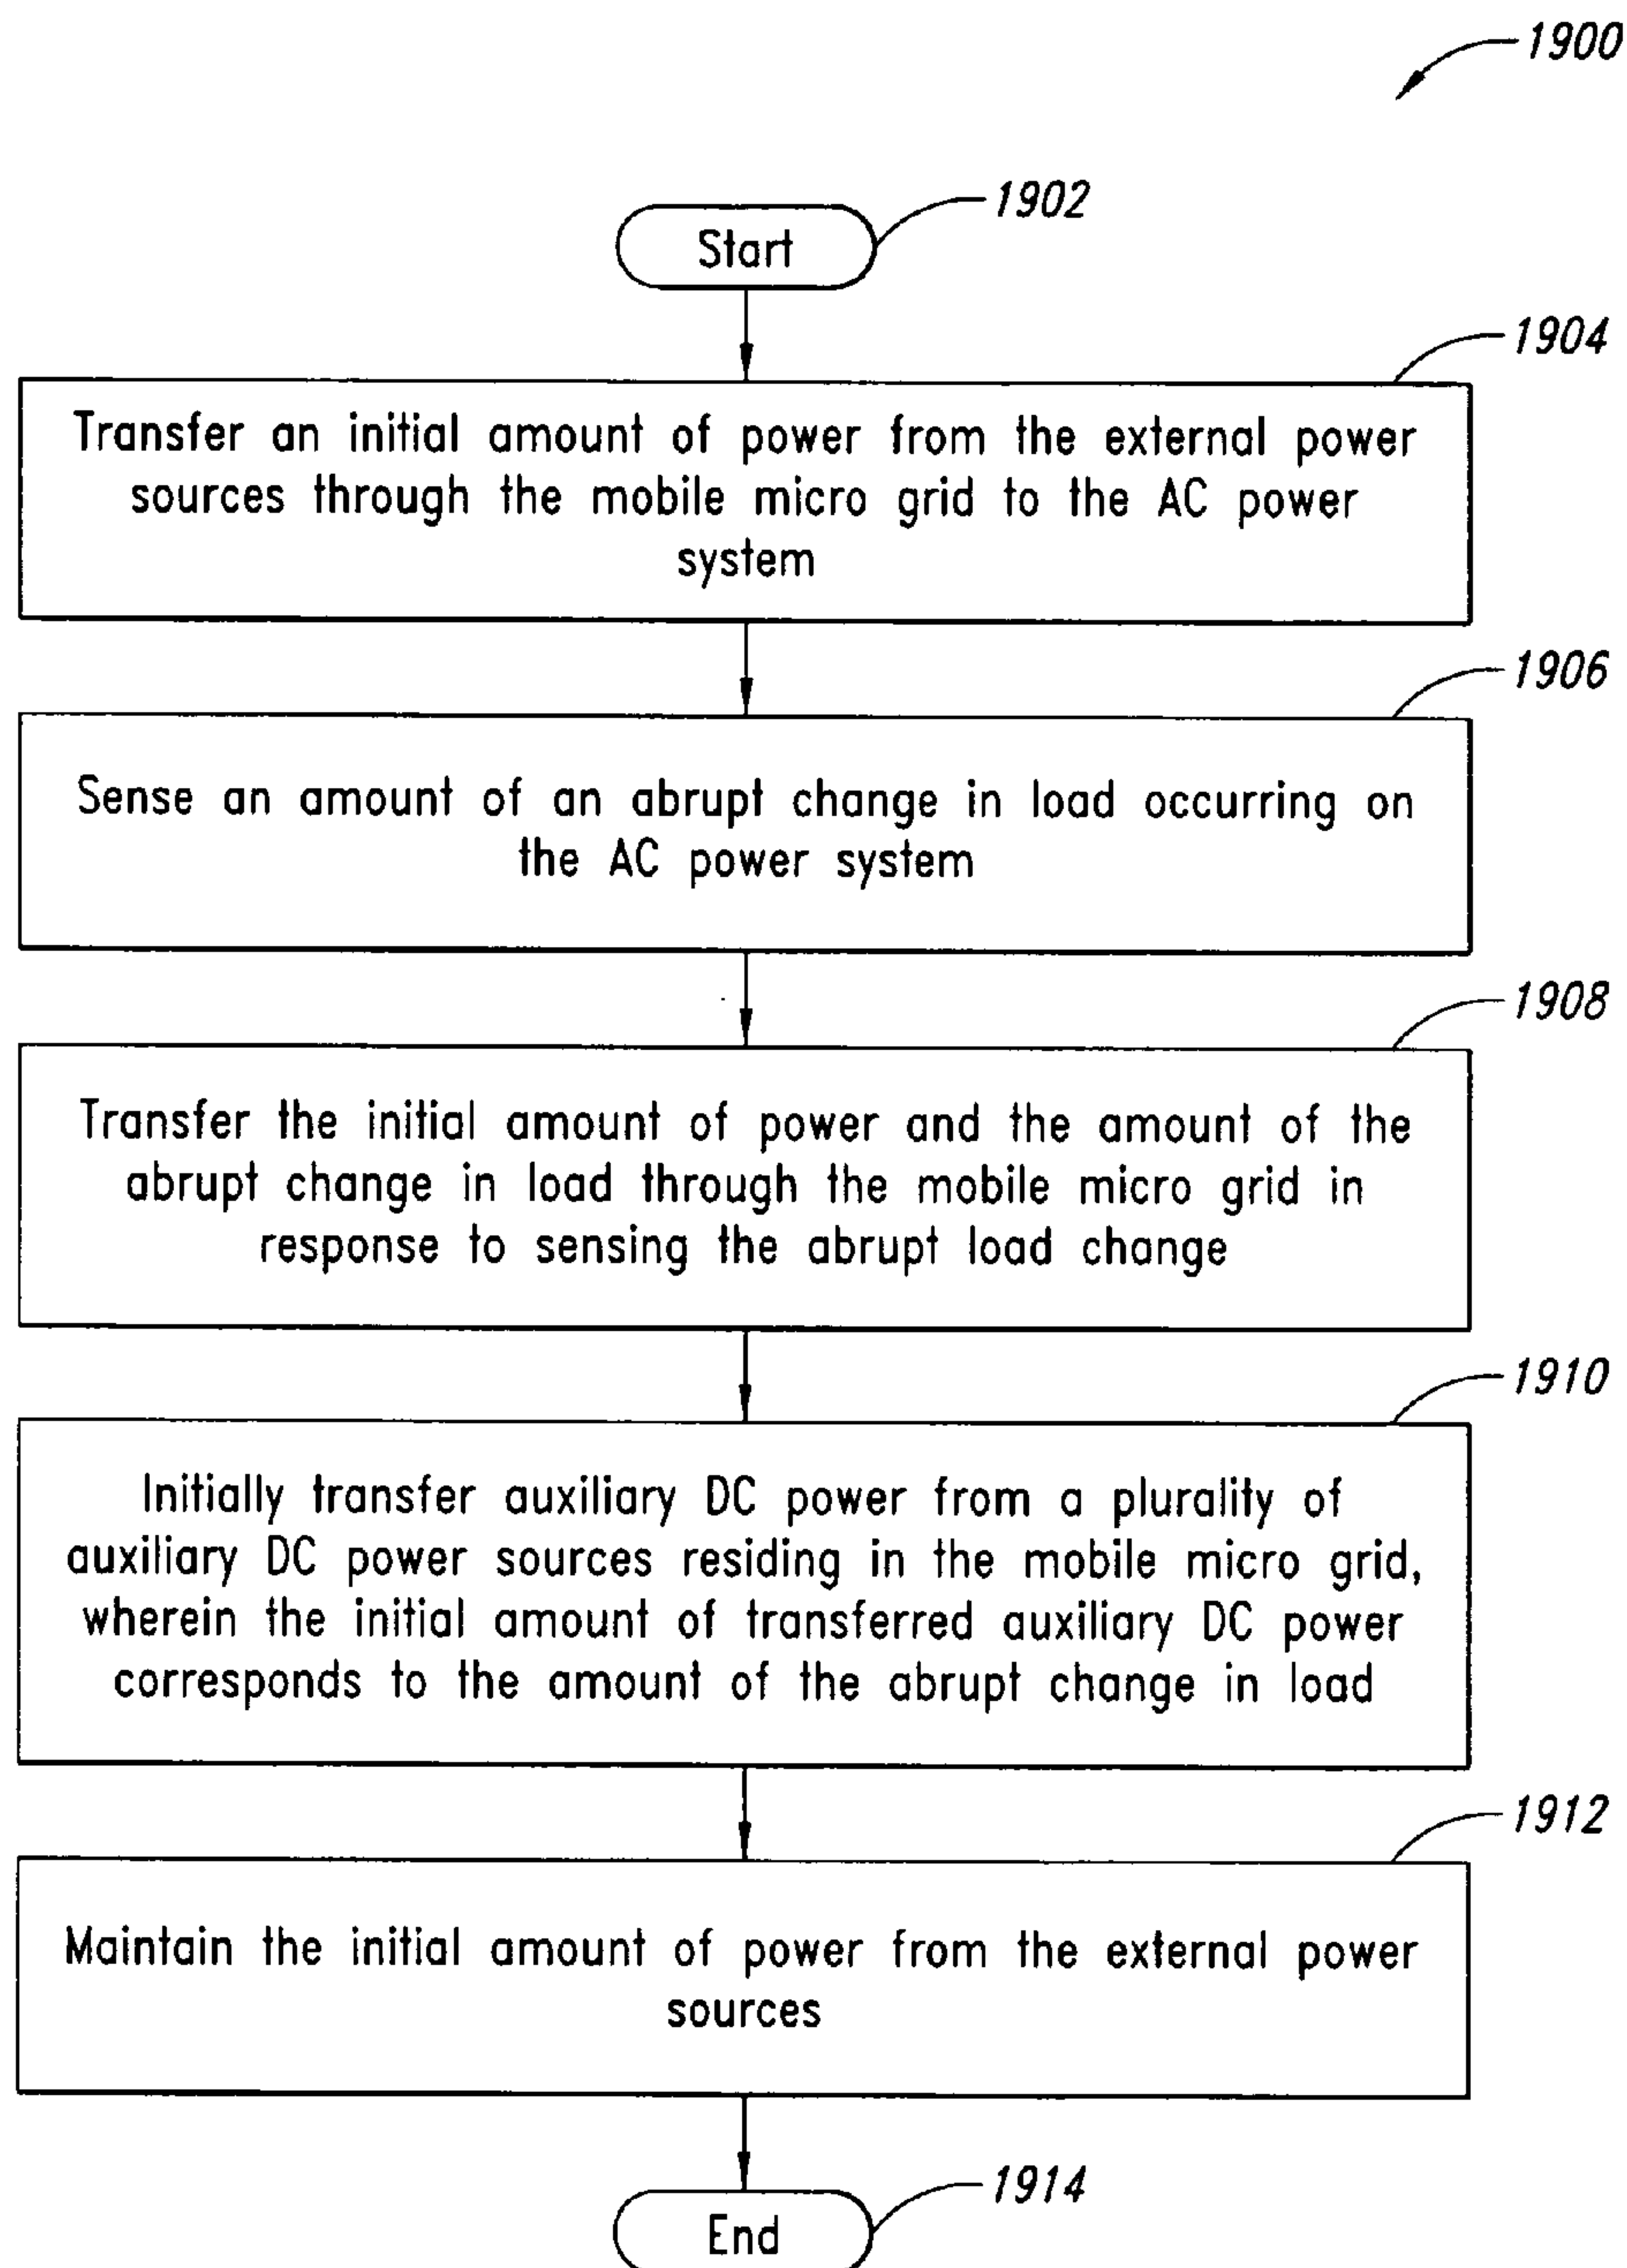 1900
1902
Start
1904
Transfer an initial amount of power from the external power
sources through the mobile micro grid to the AC power
system
1906
Sense an amount of an abrupt change in load occurring on
the AC power system
1908
Transfer the initial amount of power and the amount of the
abrupt change in load through the mobile micro grid in
response to sensing the abrupt load change
1910
Initially transfer auxiliary DC power from a plurality of
auxiliary DC power sources residing in the mobile micro grid,
wherein the initial amount of transferred auxiliary DC power
corresponds to the amount of the abrupt change in load
1912
Maintain the initial amount of power from the external power
sources
1914
End